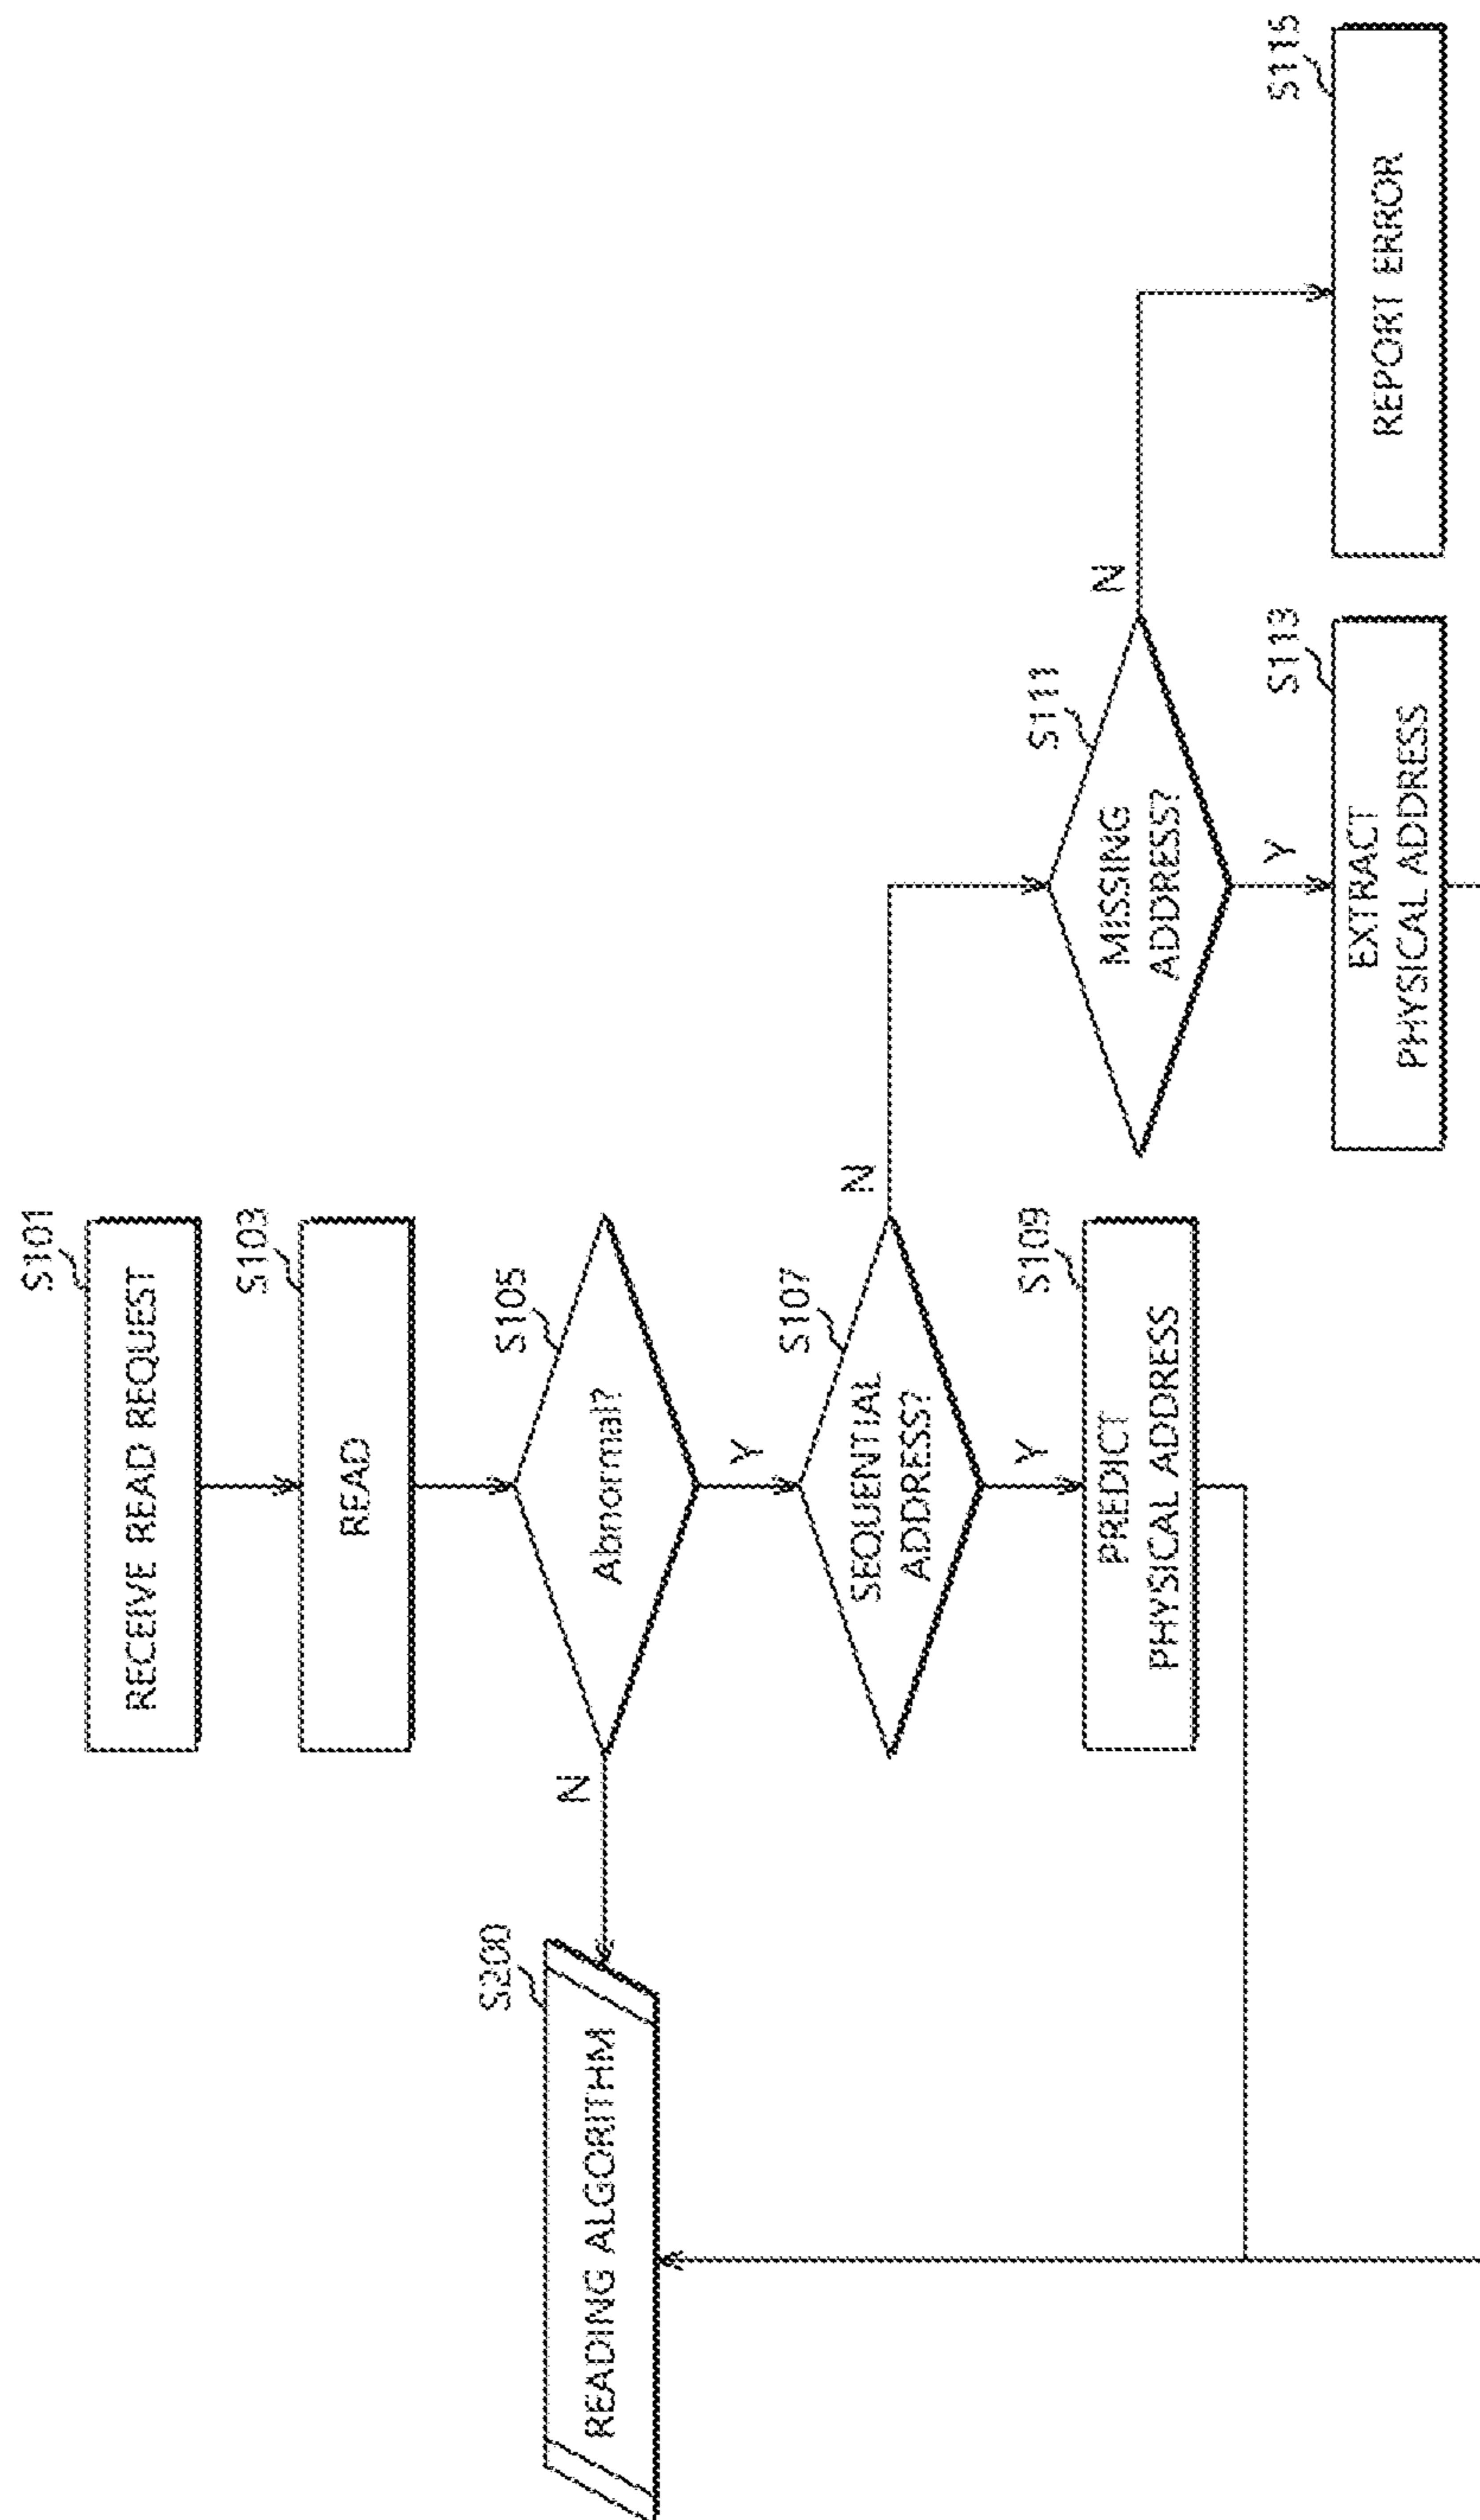 S101
RECEIVE READ REQUEST
S103
READ
S105
Abnormal?
N
Y
S200
READING ALGORITHM
S107
SEQUENTIAL
ADDRESS?
N
Y
S109
PREDICT
PHYSICAL ADDRESS
S111
MISSING
ADDRESS?
N
Y
S113
EXTRACT
PHYSICAL ADDRESS
S115
REPORT ERROR